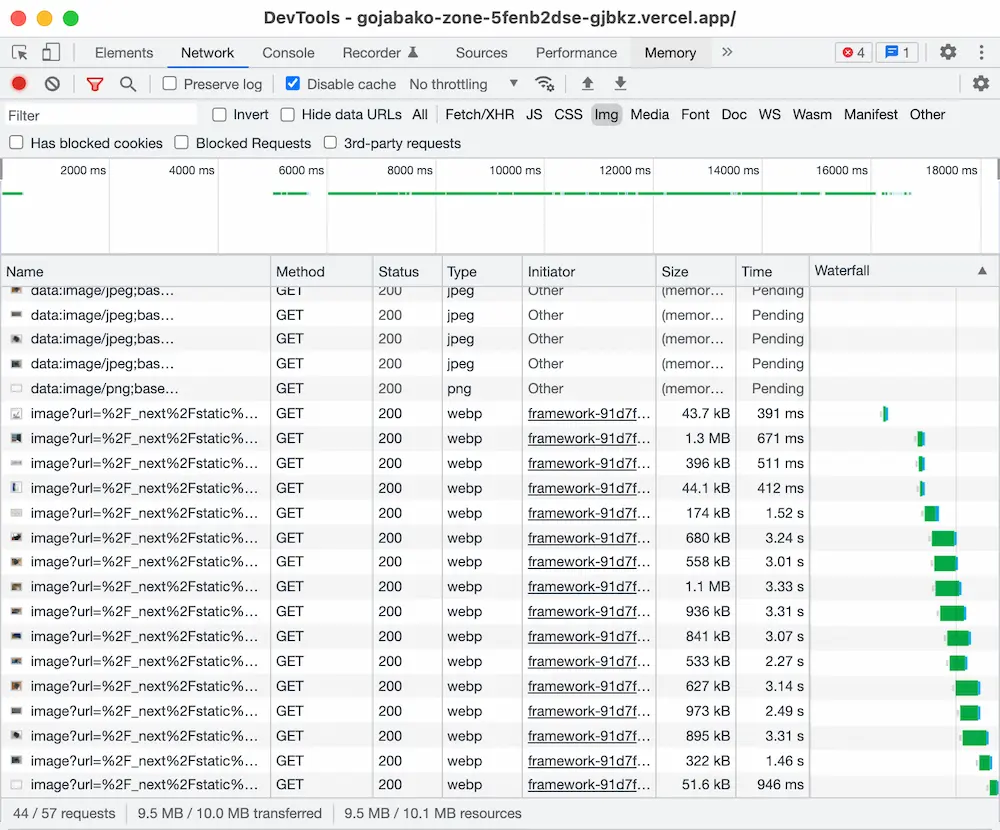 DevTools - gojabako-zone-5fenb2dse-gjbkz.vercel.app/
Elements Network Console Recorder Sources Performance Memory » 4 1
Preserve log Disable cache No throttling
Filter Invert Hide data URLs All Fetch/XHR JS CSS Img Media Font Doc WS Wasm Manifest Other
Has blocked cookies Blocked Requests 3rd-party requests
2000 ms 4000 ms 6000 ms 8000 ms 10000 ms 12000 ms 14000 ms 16000 ms 18000 ms
Name Method Status Type Initiator Size Time Waterfall
data:image/jpeg;bas… GET 200 jpeg Other (memor… Pending
data:image/jpeg;bas… GET 200 jpeg Other (memor… Pending
data:image/jpeg;bas… GET 200 jpeg Other (memor… Pending
data:image/jpeg;bas… GET 200 jpeg Other (memor… Pending
data:image/png;base… GET 200 png Other (memor… Pending
image?url=%2F_next%2Fstatic%… GET 200 webp framework-91d7f… 43.7 kB 391 ms
image?url=%2F_next%2Fstatic%… GET 200 webp framework-91d7f… 1.3 MB 671 ms
image?url=%2F_next%2Fstatic%… GET 200 webp framework-91d7f… 396 kB 511 ms
image?url=%2F_next%2Fstatic%… GET 200 webp framework-91d7f… 44.1 kB 412 ms
image?url=%2F_next%2Fstatic%… GET 200 webp framework-91d7f… 174 kB 1.52 s
image?url=%2F_next%2Fstatic%… GET 200 webp framework-91d7f… 680 kB 3.24 s
image?url=%2F_next%2Fstatic%… GET 200 webp framework-91d7f… 558 kB 3.01 s
image?url=%2F_next%2Fstatic%… GET 200 webp framework-91d7f… 1.1 MB 3.33 s
image?url=%2F_next%2Fstatic%… GET 200 webp framework-91d7f… 936 kB 3.31 s
image?url=%2F_next%2Fstatic%… GET 200 webp framework-91d7f… 841 kB 3.07 s
image?url=%2F_next%2Fstatic%… GET 200 webp framework-91d7f… 533 kB 2.27 s
image?url=%2F_next%2Fstatic%… GET 200 webp framework-91d7f… 627 kB 3.14 s
image?url=%2F_next%2Fstatic%… GET 200 webp framework-91d7f… 973 kB 2.49 s
image?url=%2F_next%2Fstatic%… GET 200 webp framework-91d7f… 895 kB 3.31 s
image?url=%2F_next%2Fstatic%… GET 200 webp framework-91d7f… 322 kB 1.46 s
image?url=%2F_next%2Fstatic%… GET 200 webp framework-91d7f… 51.6 kB 946 ms
44 / 57 requests 9.5 MB / 10.0 MB transferred 9.5 MB / 10.1 MB resources